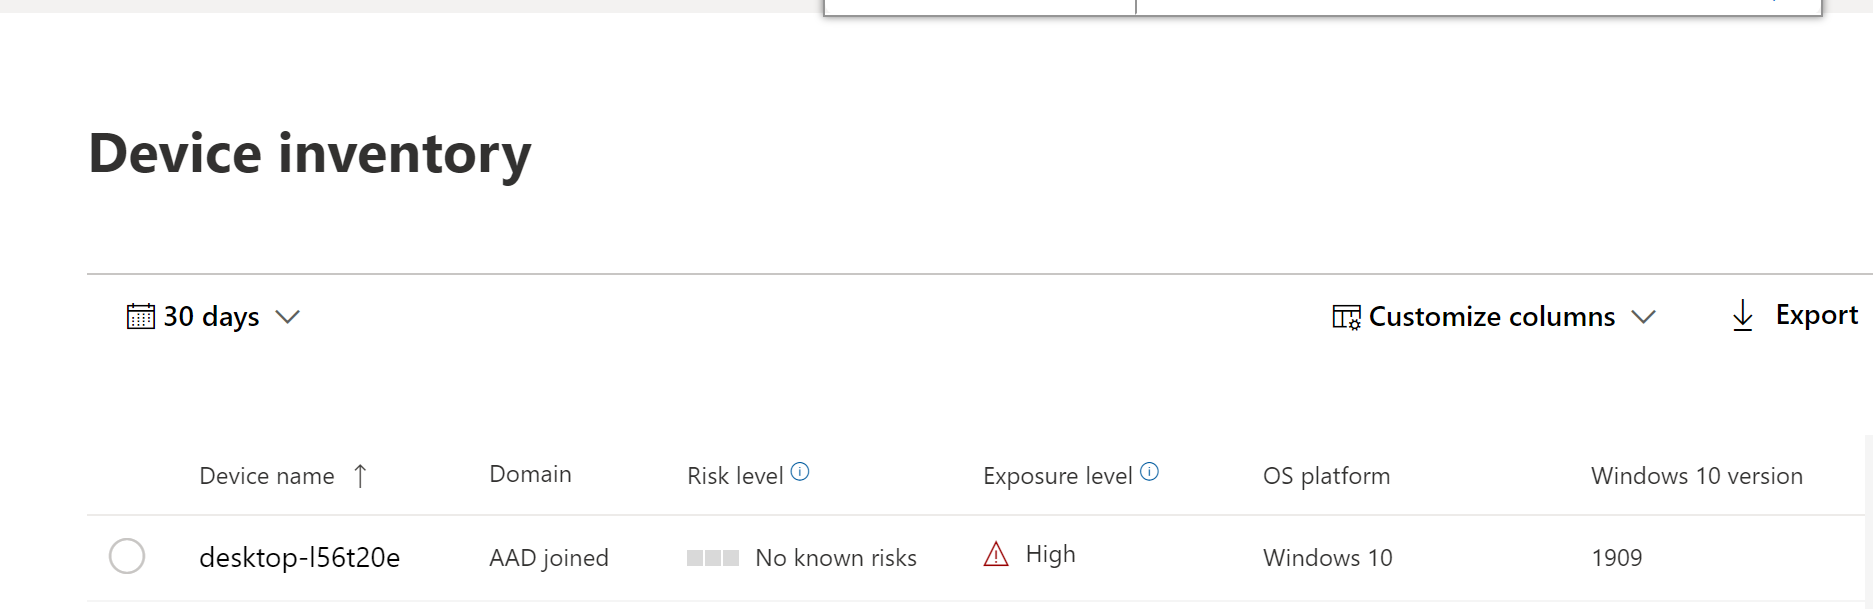 Device inventory
30 days Customize columns Export
Device name Domain Risk level Exposure level OS platform Windows 10 version
desktop-l56t20e AAD joined No known risks High Windows 10 1909